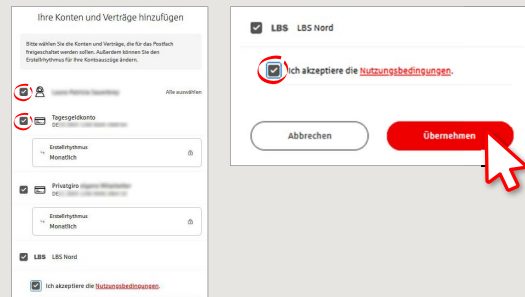 Ihre Konten und Verträge hinzufügen
Bitte wählen Sie die Konten und Verträge, die für das Postfach
freigeschaltet werden sollen. Außerdem können Sie den
Erstellrhythmus für Ihre Kontoauszüge ändern.
Alle auswählen
Tagesgeldkonto
DE
Erstellrhythmus
Monatlich
Privatgiro
DE
Erstellrhythmus
Monatlich
LBS LBS Nord
Ich akzeptiere die Nutzungsbedingungen.
LBS LBS Nord
Ich akzeptiere die Nutzungsbedingungen.
Abbrechen
Übernehmen